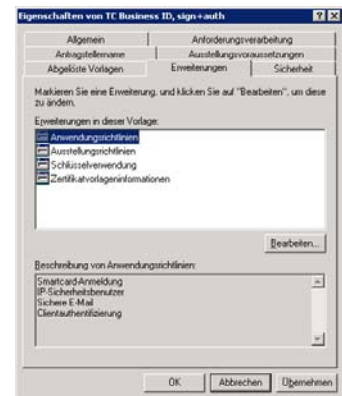 Eigenschaften von TC Business ID, sign+auth
Allgemein
Anforderungsverarbeitung
Antragstellername
Ausstellungsvoraussetzungen
Abgelöste Vorlagen
Erweiterungen
Sicherheit
Markieren Sie eine Erweiterung, und klicken Sie auf "Bearbeiten", um diese
zu ändern.
Erweiterungen in dieser Vorlage:
Anwendungsrichtlinien
Ausstellungsrichtlinien
Schlüsselverwendung
Zertifikatvorlageninformationen
Bearbeiten...
Beschreibung von Anwendungsrichtlinien:
Smartcard-Anmeldung
IP-Sicherheitsbenutzer
Sichere E-Mail
Clientauthentifizierung
OK
Abbrechen
Übernehmen